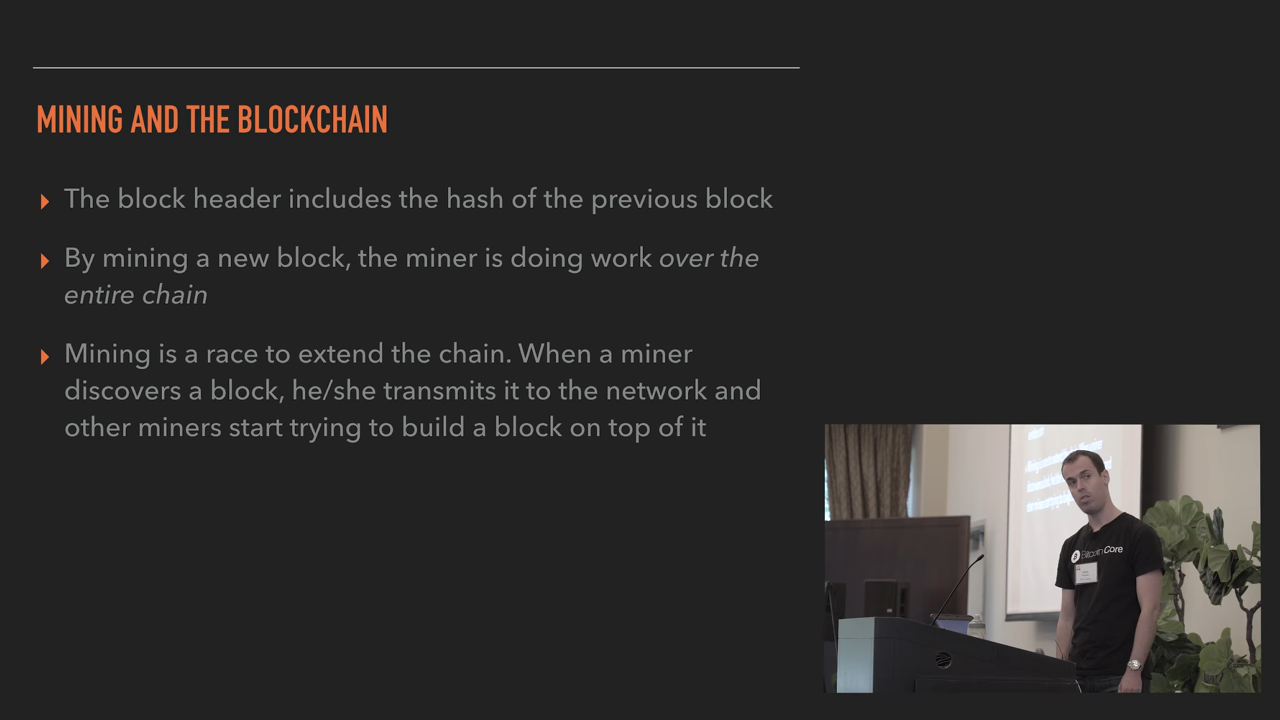 MINING AND THE BLOCKCHAIN
The block header includes the hash of the previous block
By mining a new block, the miner is doing work over the
entire chain
Mining is a race to extend the chain. When a miner
discovers a block, he/she transmits it to the network and
other miners start trying to build a block on top of it
Bitcoin Core